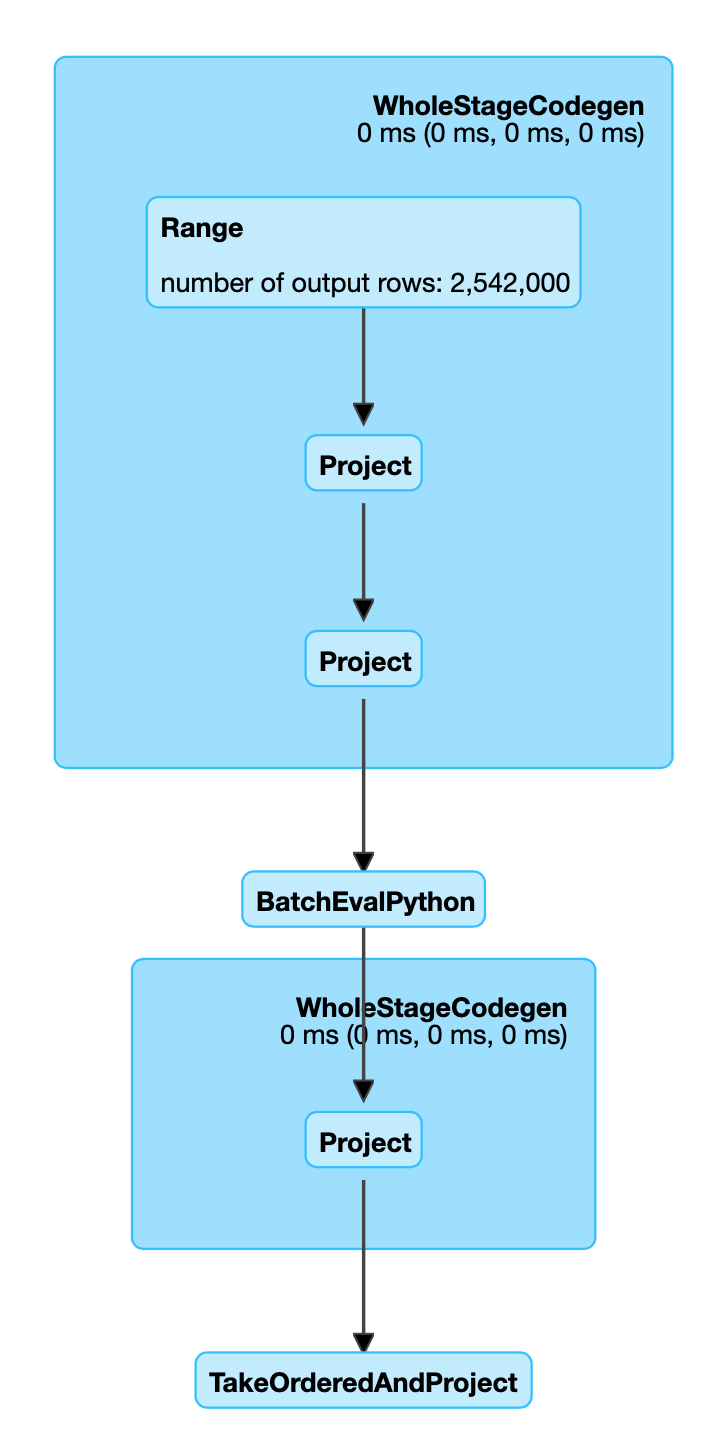 WholeStageCodegen
0 ms (0 ms, 0 ms, 0 ms)
Range
number of output rows: 2,542,000
Project
Project
BatchEvalPython
WholeStageCodegen
0 ms (0 ms, 0 ms, 0 ms)
Project
TakeOrderedAndProject